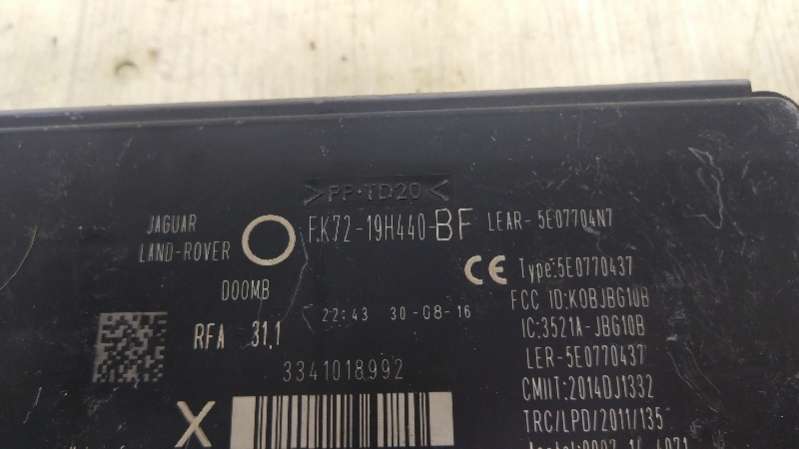 >PP-TD20<
JAGUAR
LAND-ROVER
FK72-19H440-BF
LEAR-5E07704N7
CE Type:5E0770437
FCC ID:KOBJBG10B
IC:3521A-JBG10B
LER-5E0770437
CMIIT:2014DJ1332
TRC/LPD/2011/135
D00MB
22:43 30-08-16
RFA 31,1
3341018992
X